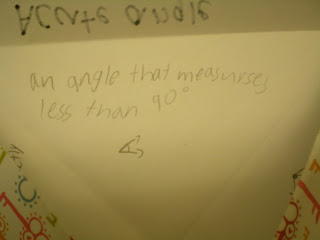 Acute angle
an angle that measurses
less than 90°